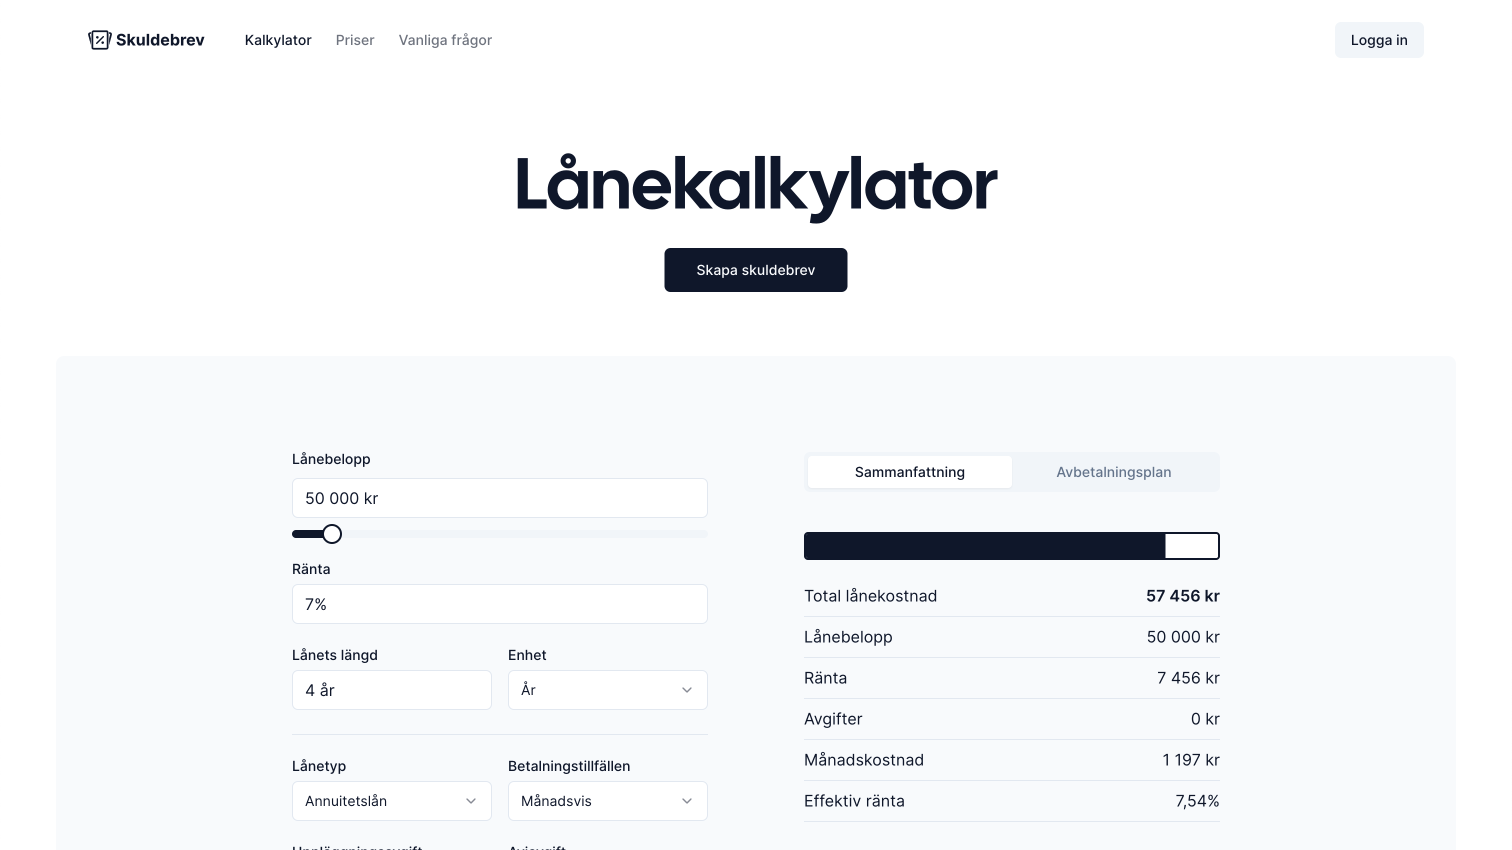 Skuldebrev
Kalkylator
Priser
Vanliga frågor
Logga in
Lånekalkylator
Skapa skuldebrev
Lånebelopp
50 000 kr
Ränta
7%
Lånets längd
Enhet
4 år
År
Lånetyp
Betalningstillfällen
Annuitetslån
Månadsvis
Sammanfattning
Avbetalningsplan
Total lånekostnad 57 456 kr
Lånebelopp 50 000 kr
Ränta 7 456 kr
Avgifter 0 kr
Månadskostnad 1 197 kr
Effektiv ränta 7,54%